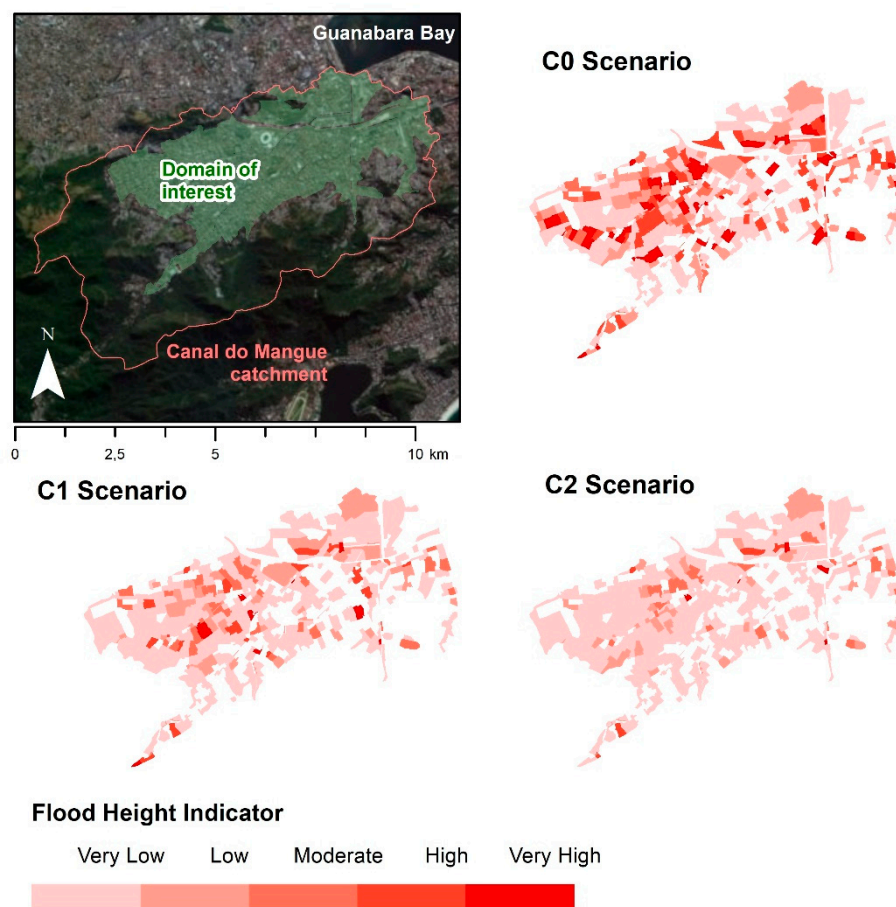 Guanabara Bay
Domain of
interest
N
Canal do Mangue
catchment
0 2,5 5 10 km
C0 Scenario
C1 Scenario
C2 Scenario
Flood Height Indicator
Very Low Low Moderate High Very High